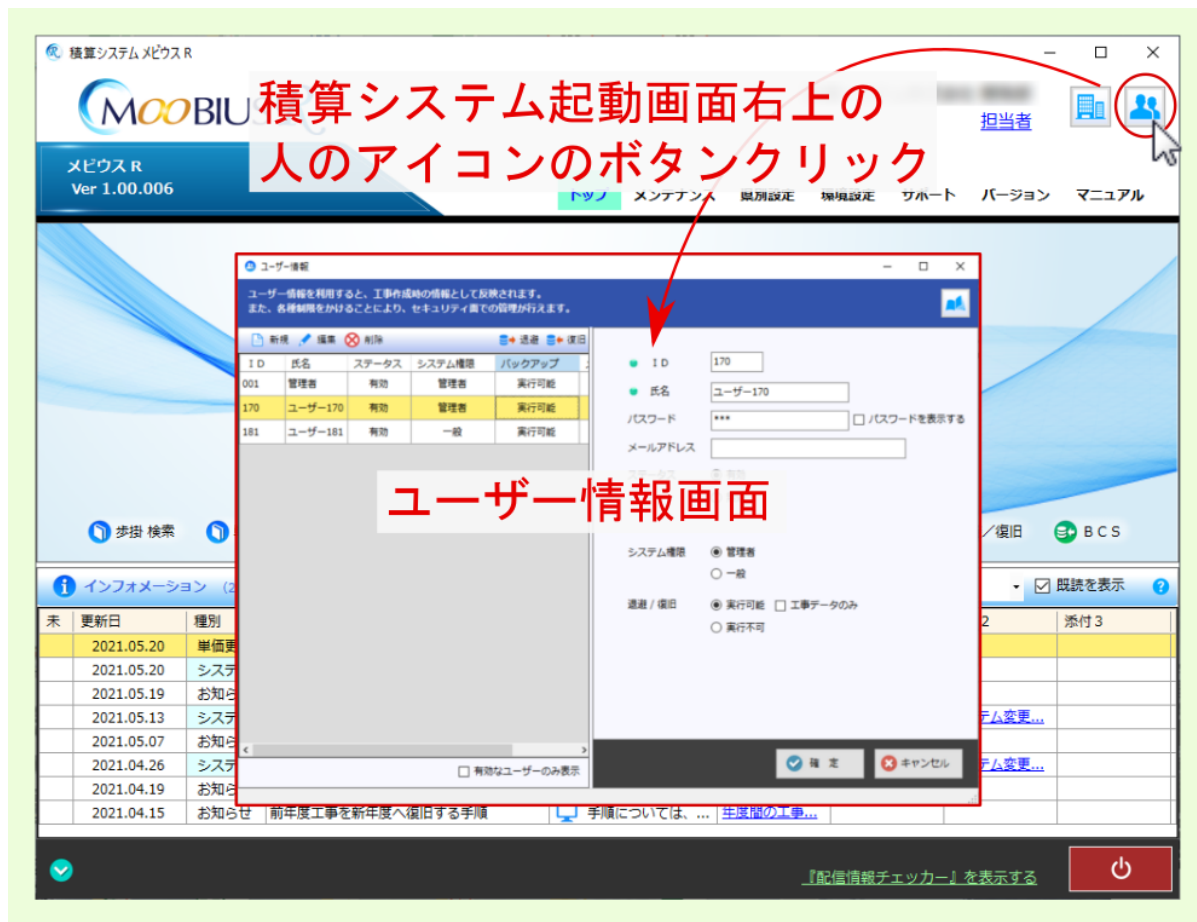 積算システム メビウス R
MOOBIUS
積算システム起動画面右上の
人のアイコンのボタンクリック
担当者
メビウス R
Ver 1.00.006
トップ メンテナンス 県別設定 環境設定 サポート バージョン マニュアル
ユーザー情報
ユーザー情報を利用すると、工事作成時の情報として反映されます。
また、各種制限をかけることにより、セキュリティ面での管理が行えます。
新規 編集 削除 退避 復旧
ID 氏名 ステータス システム権限 バックアップ
001 管理者 有効 管理者 実行可能
170 ユーザー170 有効 管理者 実行可能
181 ユーザー181 有効 一般 実行可能
ID 170
氏名 ユーザー170
パスワード *** パスワードを表示する
メールアドレス
ユーザー情報画面
システム権限 管理者
一般
退避 / 復旧 実行可能 工事データのみ
実行不可
有効なユーザーのみ表示
確 定 キャンセル
歩掛 検索
／復旧 BCS
インフォメーション (2
既読を表示
未 更新日 種別 2 添付3
2021.05.20 単価更
2021.05.20 システ
2021.05.19 お知ら
2021.05.13 システ テム変更...
2021.05.07 お知ら
2021.04.26 システ テム変更...
2021.04.19 お知ら
2021.04.15 お知らせ 前年度工事を新年度へ復旧する手順 手順については、... 年度間の工事...
『配信情報チェッカー』を表示する